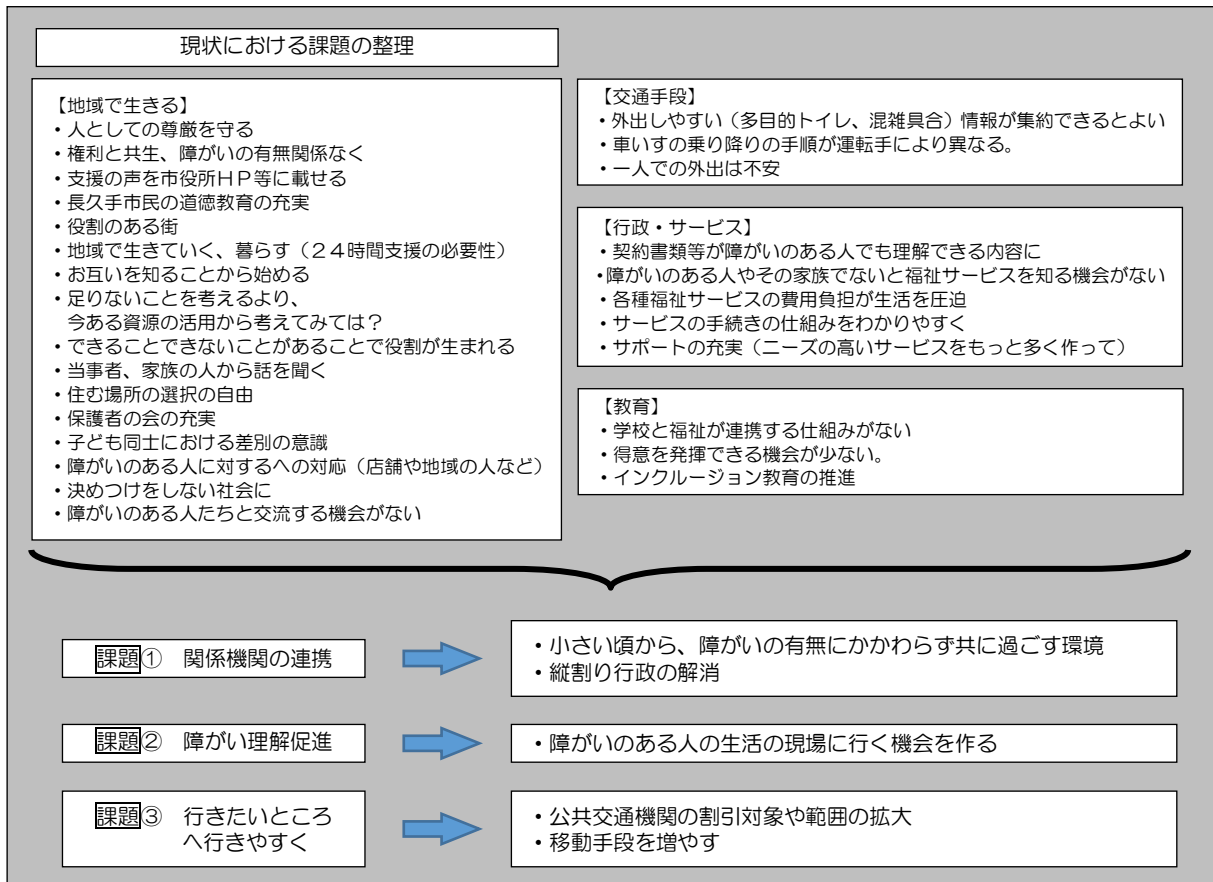 現状における課題の整理
【地域で生きる】
・人としての尊厳を守る
・権利と共生、障がいの有無関係なく
・支援の声を市役所HP等に載せる
・長久手市民の道徳教育の充実
・役割のある街
・地域で生きていく、暮らす（２４時間支援の必要性）
・お互いを知ることから始める
・足りないことを考えるより、
今ある資源の活用から考えてみては？
・できることできないことがあることで役割が生まれる
・当事者、家族の人から話を聞く
・住む場所の選択の自由
・保護者の会の充実
・子ども同士における差別の意識
・障がいのある人に対するへの対応（店舗や地域の人など）
・決めつけをしない社会に
・障がいのある人たちと交流する機会がない
【交通手段】
・外出しやすい（多目的トイレ、混雑具合）情報が集約できるとよい
・車いすの乗り降りの手順が運転手により異なる。
・一人での外出は不安
【行政・サービス】
・契約書類等が障がいのある人でも理解できる内容に
・障がいのある人やその家族でないと福祉サービスを知る機会がない
・各種福祉サービスの費用負担が生活を圧迫
・サービスの手続きの仕組みをわかりやすく
・サポートの充実（ニーズの高いサービスをもっと多く作って）
【教育】
・学校と福祉が連携する仕組みがない
・得意を発揮できる機会が少ない。
・インクルージョン教育の推進
課題①　関係機関の連携
・小さい頃から、障がいの有無にかかわらず共に過ごす環境
・縦割り行政の解消
課題②　障がい理解促進
・障がいのある人の生活の現場に行く機会を作る
課題③　行きたいところ
へ行きやすく
・公共交通機関の割引対象や範囲の拡大
・移動手段を増やす